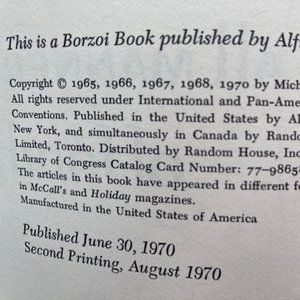 This is a Borzoi Book published by Alf
Copyright © 1965, 1966, 1967, 1968, 1970 by Mich
All rights reserved under International and Pan-Amer
Conventions. Published in the United States by Al
New York, and simultaneously in Canada by Rando
Limited, Toronto. Distributed by Random House, Inc
Library of Congress Catalog Card Number: 77–9865
The articles in this book have appeared in different fo
in McCall's and Holiday magazines.
Manufactured in the United States of America
Published June 30, 1970
Second Printing, August 1970